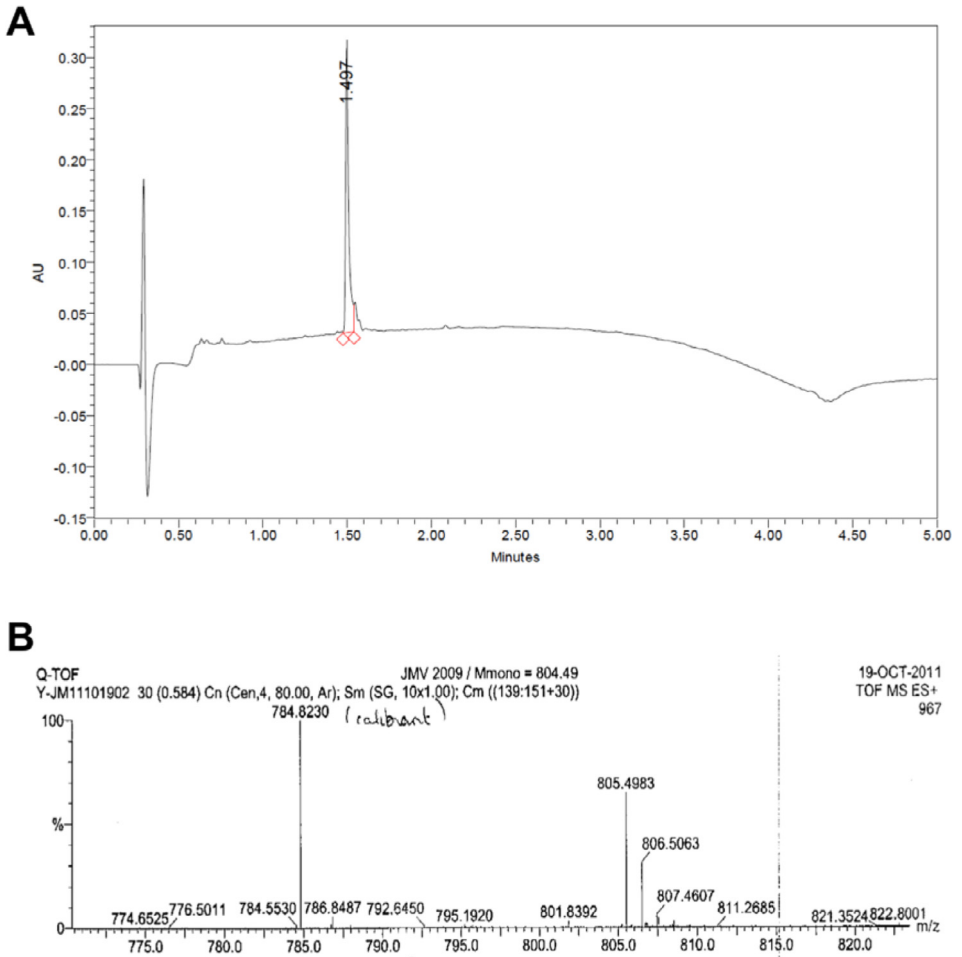 A
0.30
0.25
0.20
0.15
0.10
0.05
-0.00
-0.05
-0.10
-0.15
AU
1.497
0.00 0.50 1.00 1.50 2.00 2.50 3.00 3.50 4.00 4.50 5.00
Minutes
B
Q-TOF JMV 2009 / Mmono = 804.49 19-OCT-2011
Y-JM11101902 30 (0.584) Cn (Cen,4, 80.00, Ar); Sm (SG, 10x1.00); Cm ((139:151+30)) TOF MS ES+
967
784.8230 (calibrant)
100
%
0
805.4983
806.5063
807.4607
774.6525 776.5011 784.5530 786.8487 792.6450 795.1920 801.8392 811.2685 821.3524 822.8001
m/z
775.0 780.0 785.0 790.0 795.0 800.0 805.0 810.0 815.0 820.0